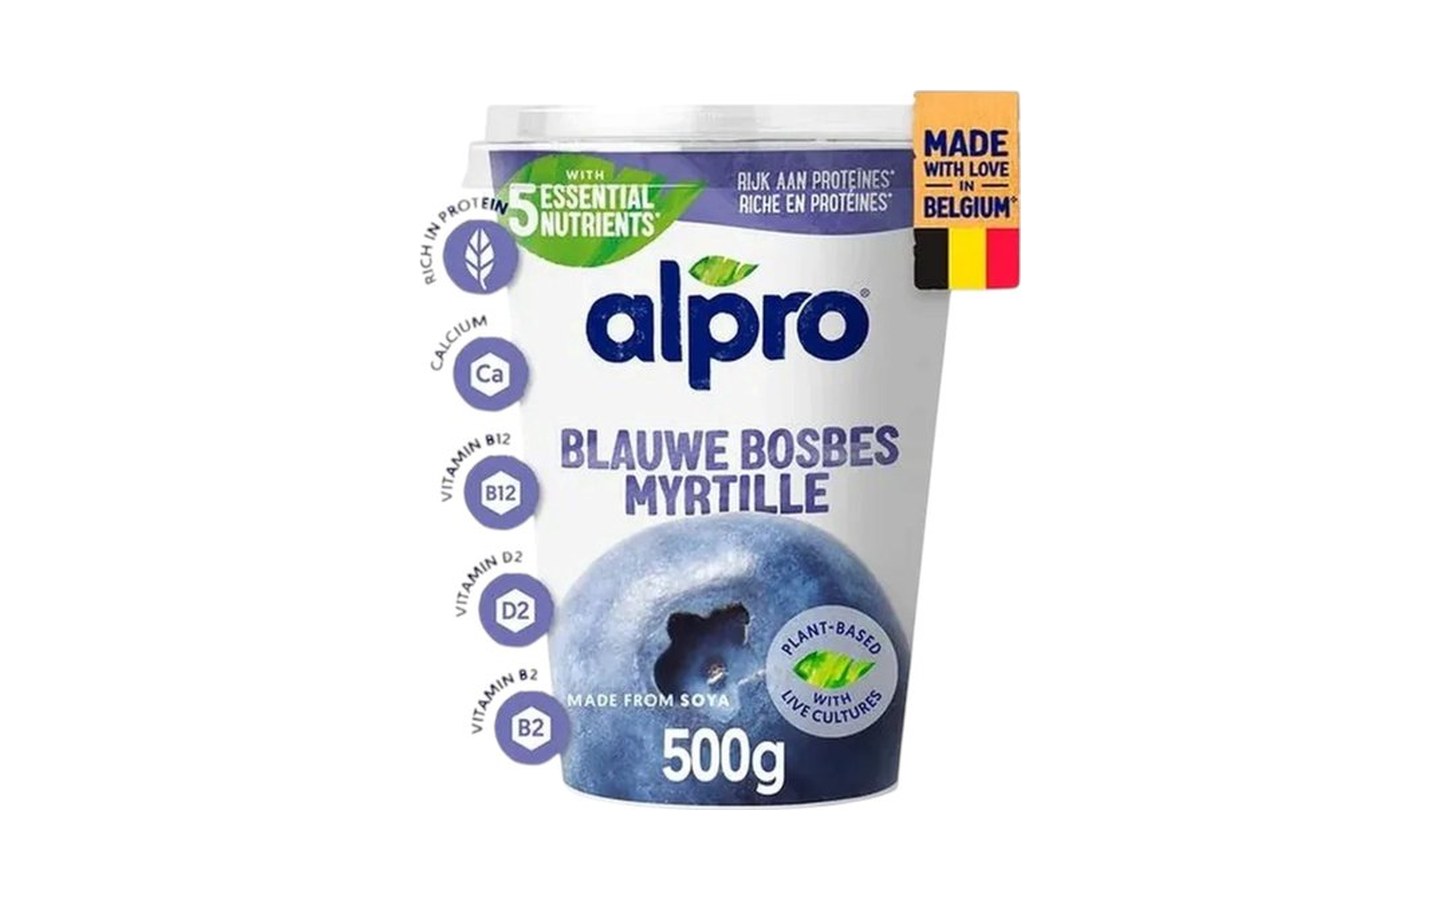 MADE
WITH LOVE
IN
BELGIUM
WITH
5 ESSENTIAL
NUTRIENTS*
RIJK AAN PROTEÏNES*
RICHE EN PROTÉINES*
alpro®
BLAUWE BOSBES
MYRTILLE
RICH IN PROTEIN
CALCIUM
Ca
VITAMIN B12
B12
VITAMIN D2
D2
VITAMIN B2
B2
PLANT-BASED
WITH
LIVE CULTURES
MADE FROM SOYA
500g